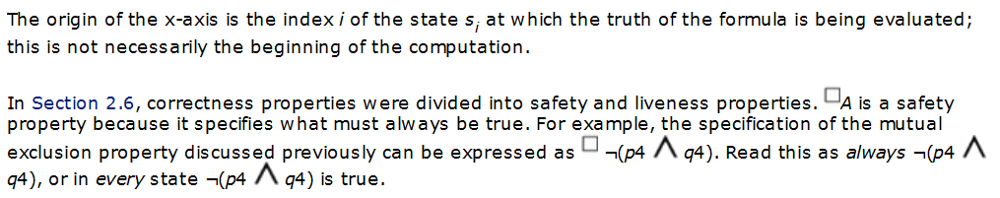 The origin of the x-axis is the index i of the state sᵢ at which the truth of the formula is being evaluated;
this is not necessarily the beginning of the computation.
In Section 2.6, correctness properties were divided into safety and liveness properties. □A is a safety
property because it specifies what must always be true. For example, the specification of the mutual
exclusion property discussed previously can be expressed as □ ¬(p4 ∧ q4). Read this as always ¬(p4 ∧
q4), or in every state ¬(p4 ∧ q4) is true.